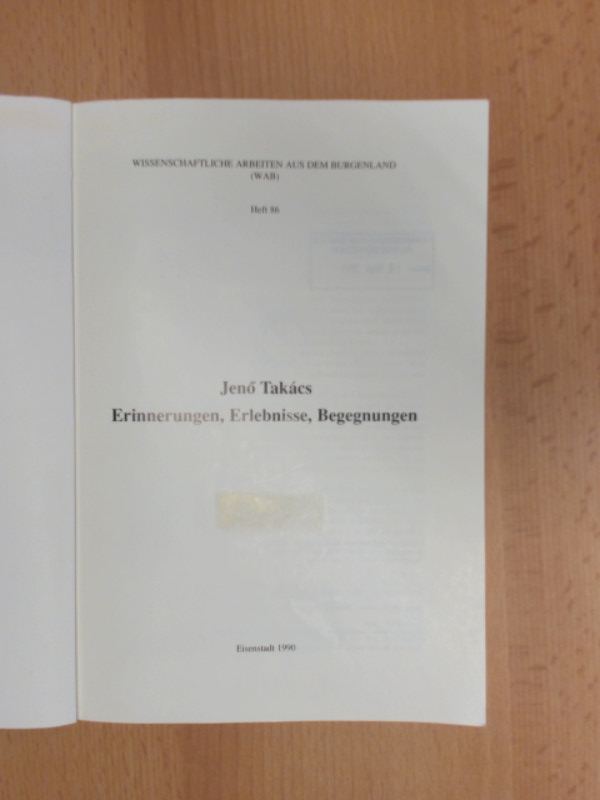 WISSENSCHAFTLICHE ARBEITEN AUS DEM BURGENLAND
(WAB)
Heft 86
Jenő Takács
Erinnerungen, Erlebnisse, Begegnungen
Eisenstadt 1990